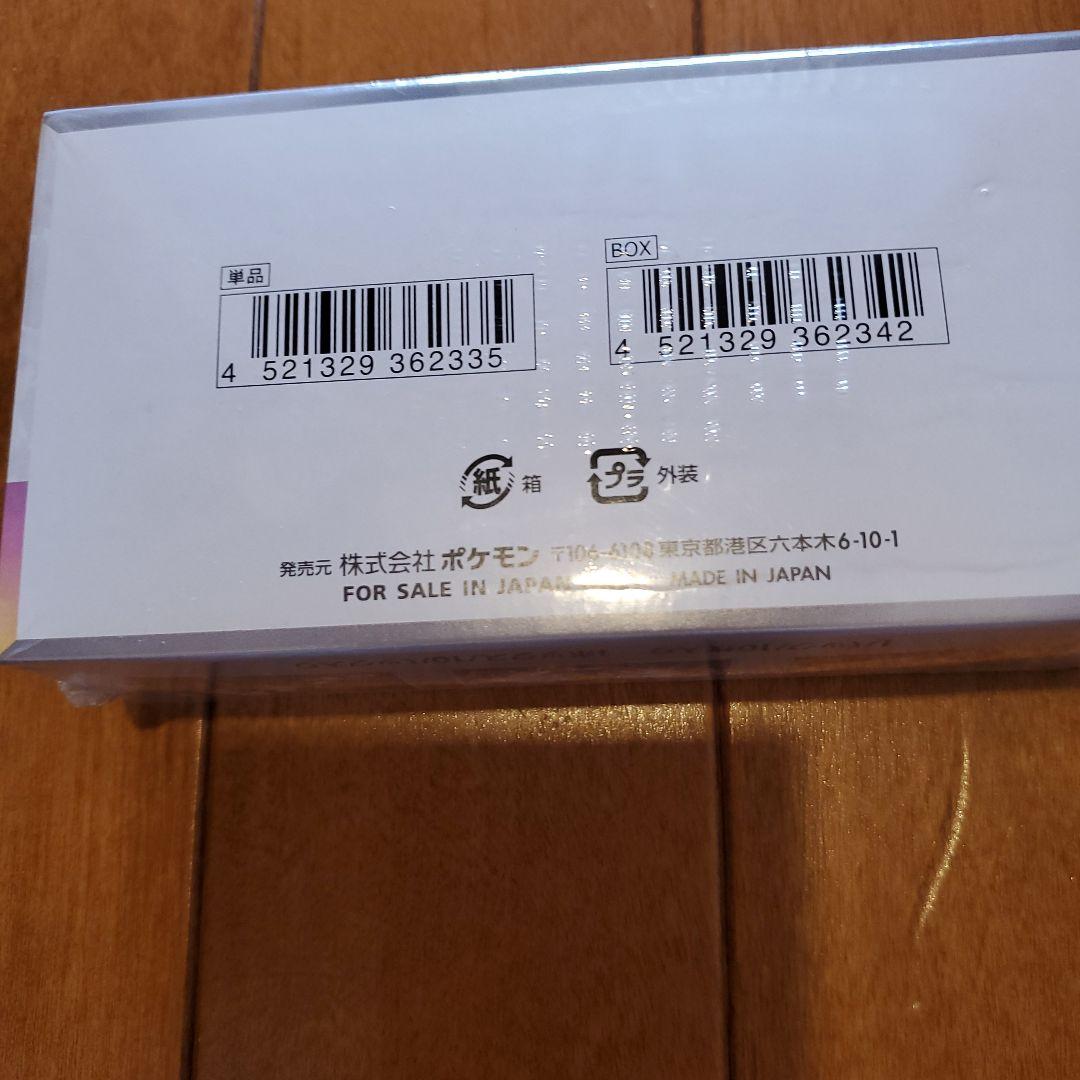 単品
4 521329 362335
BOX
4 521329 362342
紙 箱
プラ 外装
発売元 株式会社 ポケモン 〒106-6108 東京都港区六本木6-10-1
FOR SALE IN JAPAN MADE IN JAPAN